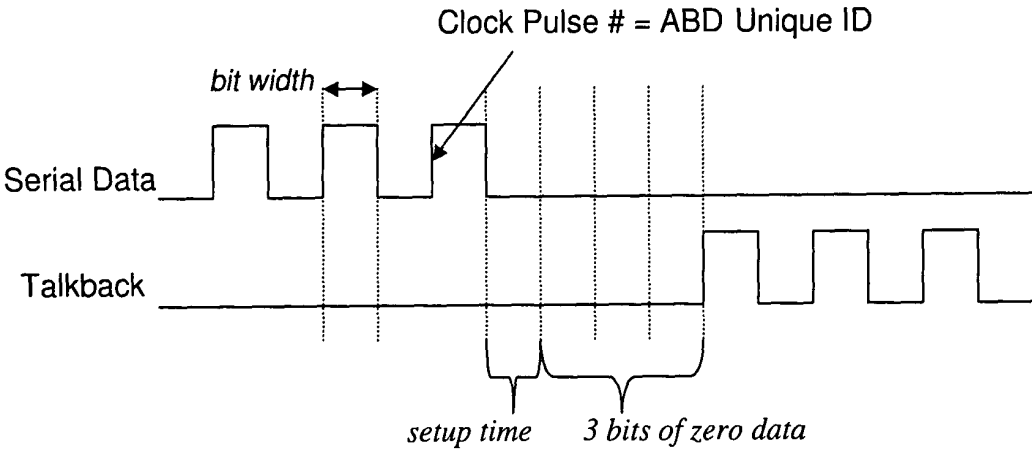 Clock Pulse # = ABD Unique ID
bit width
Serial Data
Talkback
setup time
3 bits of zero data